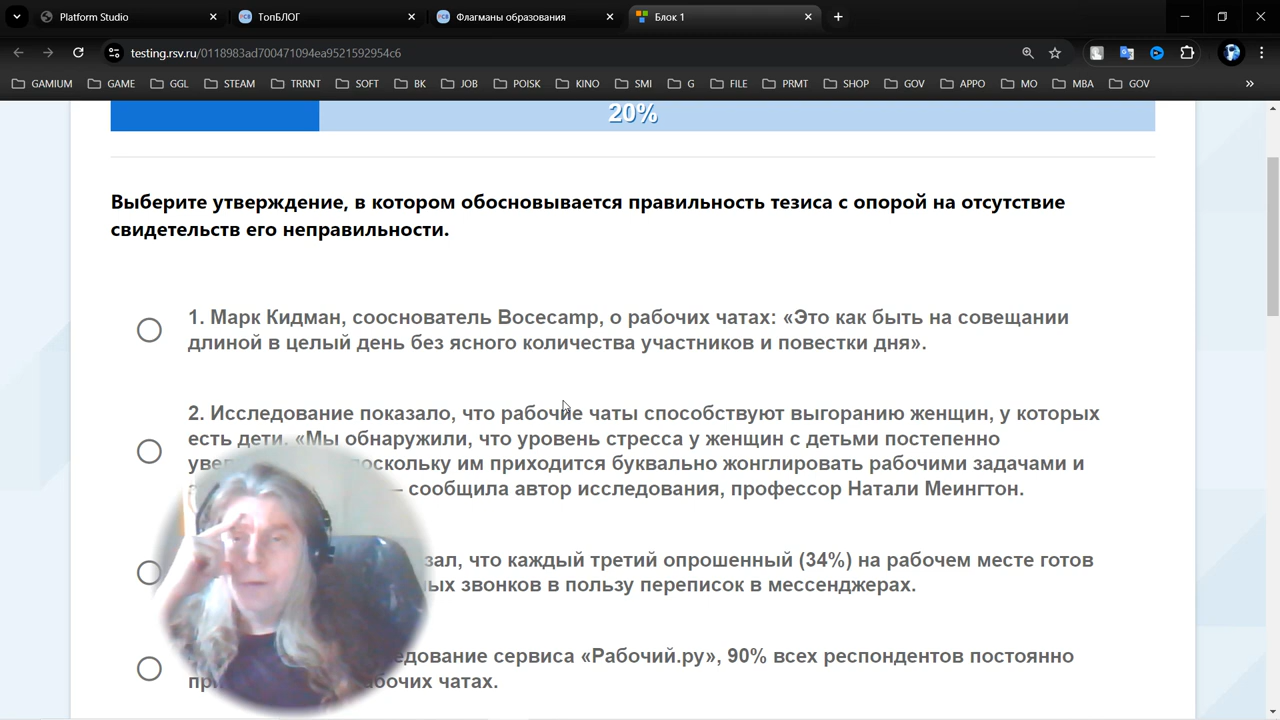 Platform Studio
ТопБЛОГ
Флагманы образования
Блок 1
testing.rsv.ru/0118983ad700471094ea9521592954c6
GAMIUM GAME GGL STEAM TRRNT SOFT BK JOB POISK KINO SMI G FILE PRMT SHOP GOV APPO MO MBA GOV
20%
Выберите утверждение, в котором обосновывается правильность тезиса с опорой на отсутствие
свидетельств его неправильности.
1. Марк Кидман, сооснователь Bocecamp, о рабочих чатах: «Это как быть на совещании
длиной в целый день без ясного количества участников и повестки дня».
2. Исследование показало, что рабочие чаты способствуют выгоранию женщин, у которых
есть дети. «Мы обнаружили, что уровень стресса у женщин с детьми постепенно
поскольку им приходится буквально жонглировать рабочими задачами и
– сообщила автор исследования, профессор Натали Меингтон.
что каждый третий опрошенный (34%) на рабочем месте готов
звонков в пользу переписок в мессенджерах.
сервиса «Рабочий.ру», 90% всех респондентов постоянно
чатах.